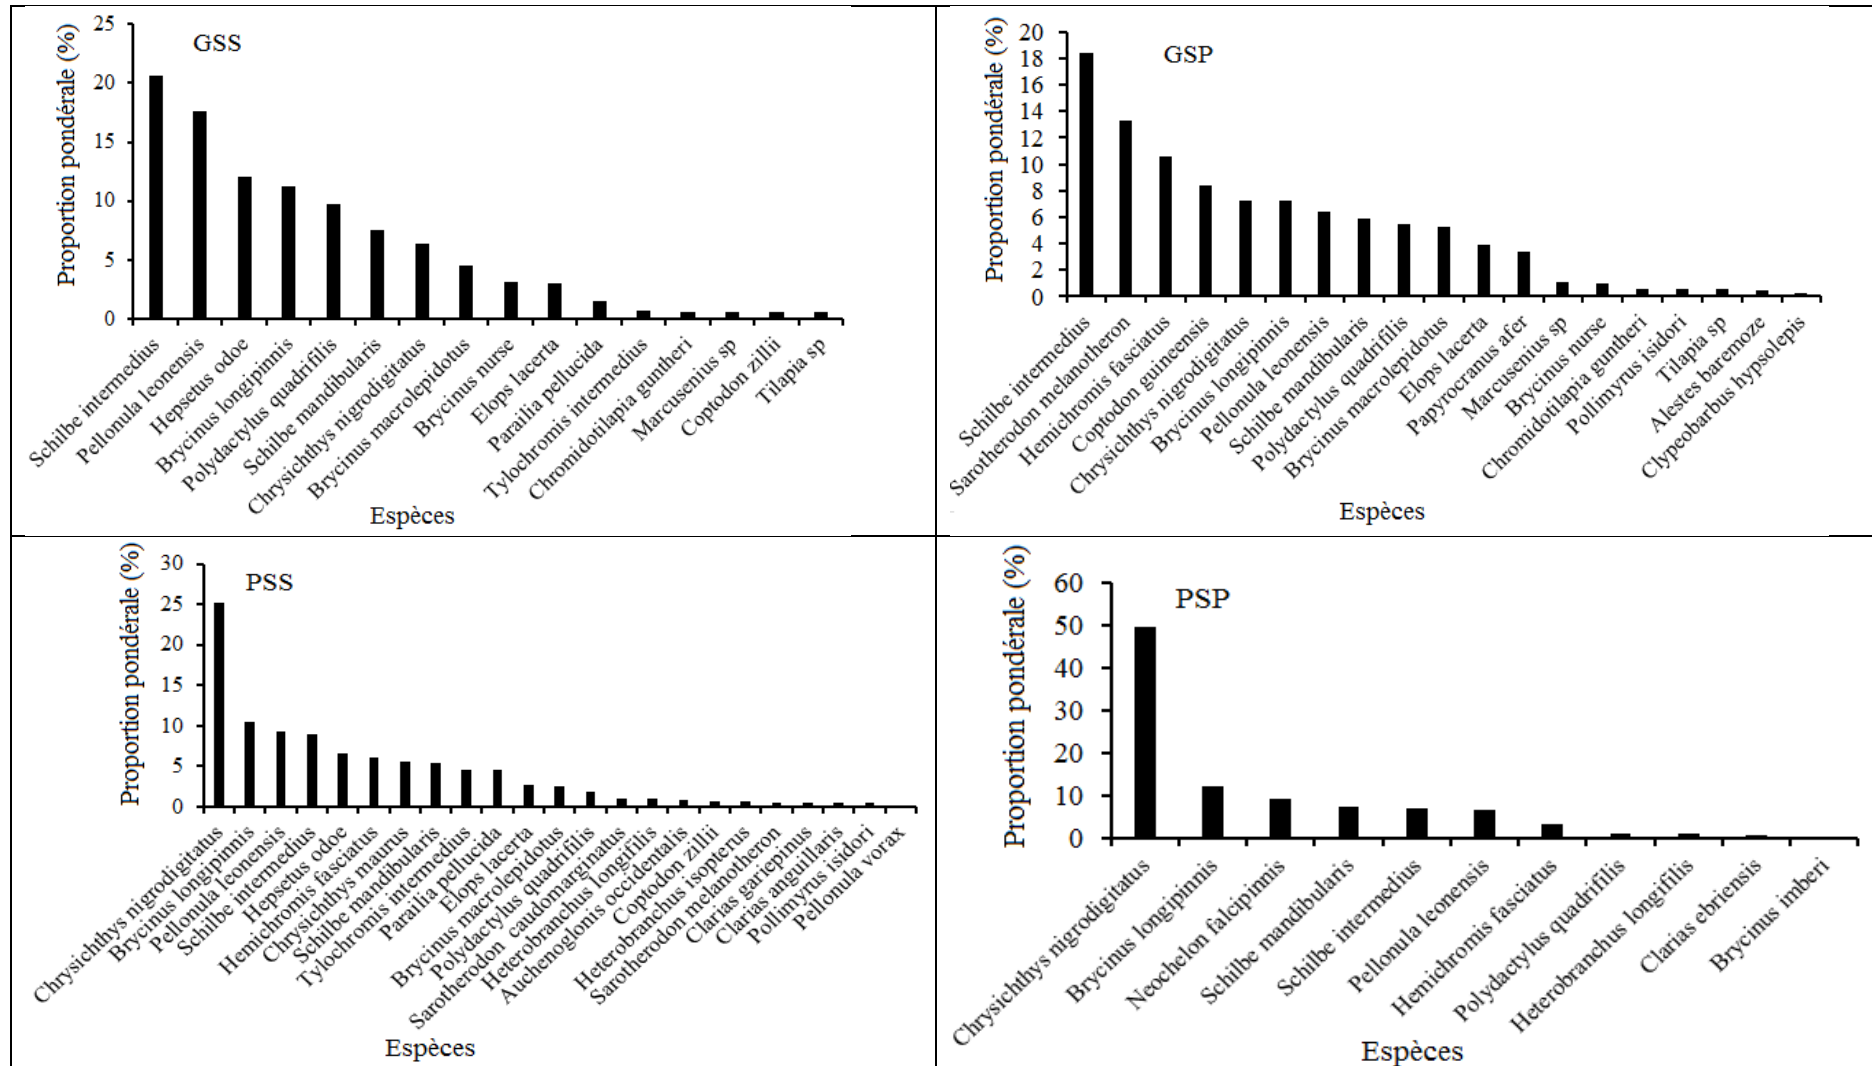 GSS
Proportion pondérale (%)
25
20
15
10
5
0
Schilbe intermedius
Pellonula leonensis
Hepsetus odoe
Brycinus longipinnis
Polydactylus quadrifilis
Schilbe mandibularis
Chrysichthys nigrodigitatus
Brycinus macrolepidotus
Brycinus nurse
Elops lacerta
Parailia pellucida
Tylochromis intermedius
Chromidotilapia guntheri
Marcusenius sp
Coptodon zillii
Tilapia sp
Espèces
GSP
Proportion pondérale (%)
20
18
16
14
12
10
8
6
4
2
0
Schilbe intermedius
Sarotherodon melanotheron
Hemichromis fasciatus
Coptodon guineensis
Chrysichthys nigrodigitatus
Brycinus longipinnis
Pellonula leonensis
Schilbe mandibularis
Polydactylus quadrifilis
Brycinus macrolepidotus
Elops lacerta
Papyrocranus afer
Marcusenius sp
Brycinus nurse
Chromidotilapia guntheri
Pollimyrus isidori
Tilapia sp
Alestes baremoze
Clypeobarbus hypsolepis
Espèces
PSS
Proportion pondérale (%)
30
25
20
15
10
5
0
Chrysichthys nigrodigitatus
Brycinus longipinnis
Pellonula leonensis
Schilbe intermedius
Hepsetus odoe
Hemichromis fasciatus
Chrysichthys maurus
Schilbe mandibularis
Tylochromis intermedius
Parailia pellucida
Elops lacerta
Brycinus macrolepidotus
Polydactylus quadrifilis
Sarotherodon caudomarginatus
Heterobranchus longifilis
Auchenoglonis occidentalis
Coptodon zillii
Heterobranchus isopterus
Sarotherodon melanotheron
Clarias gariepinus
Clarias anguillaris
Pollimyrus isidori
Pellonula vorax
Espèces
PSP
Proportion pondérale (%)
60
50
40
30
20
10
0
Chrysichthys nigrodigitatus
Brycinus longipinnis
Neochelon falcipinnis
Schilbe mandibularis
Schilbe intermedius
Pellonula leonensis
Hemichromis fasciatus
Polydactylus quadrifilis
Heterobranchus longifilis
Clarias ebriensis
Brycinus imberi
Espèces